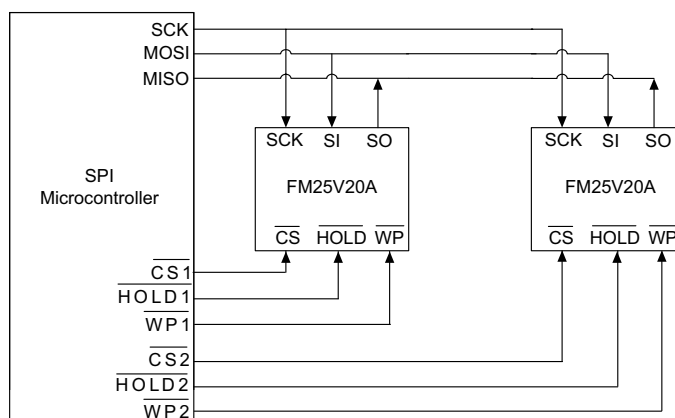 SCK
MOSI
MISO
SCK SI SO
SCK SI SO
SPI
Microcontroller
FM25V20A
FM25V20A
CS HOLD WP
CS HOLD WP
CS1
HOLD1
WP1
CS2
HOLD2
WP2